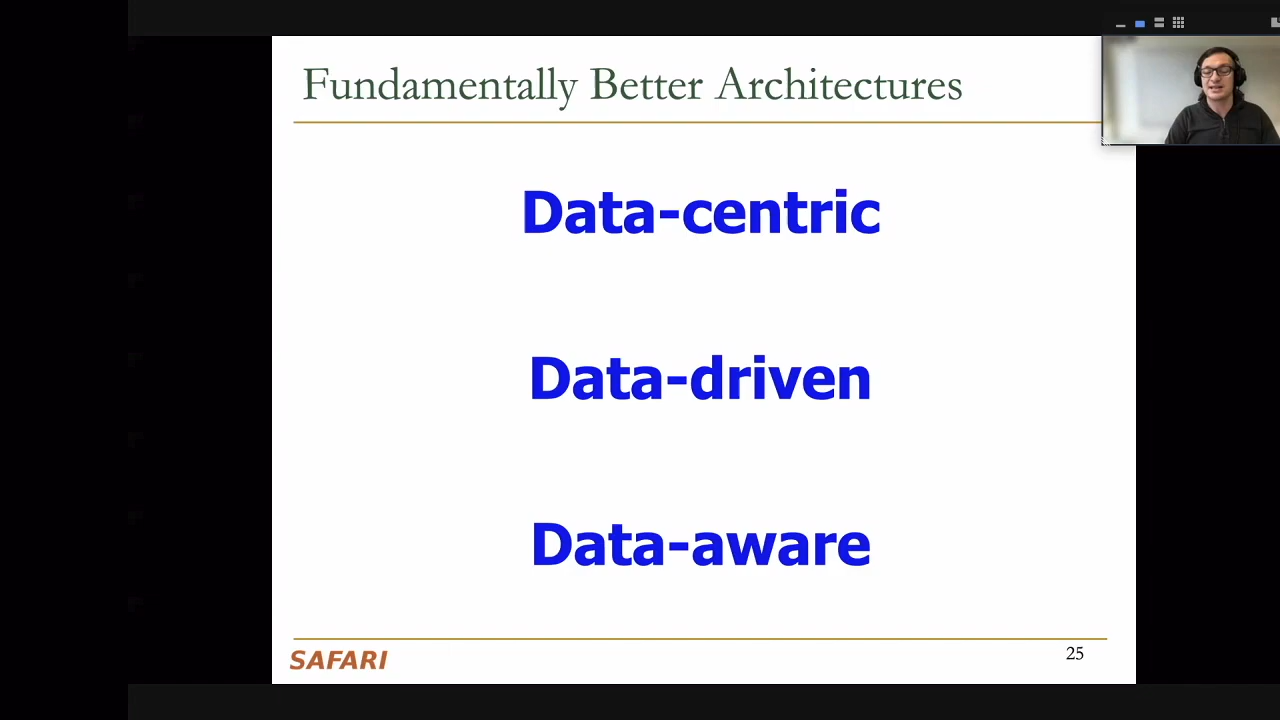 Fundamentally Better Architectures
Data-centric
Data-driven
Data-aware
SAFARI
25